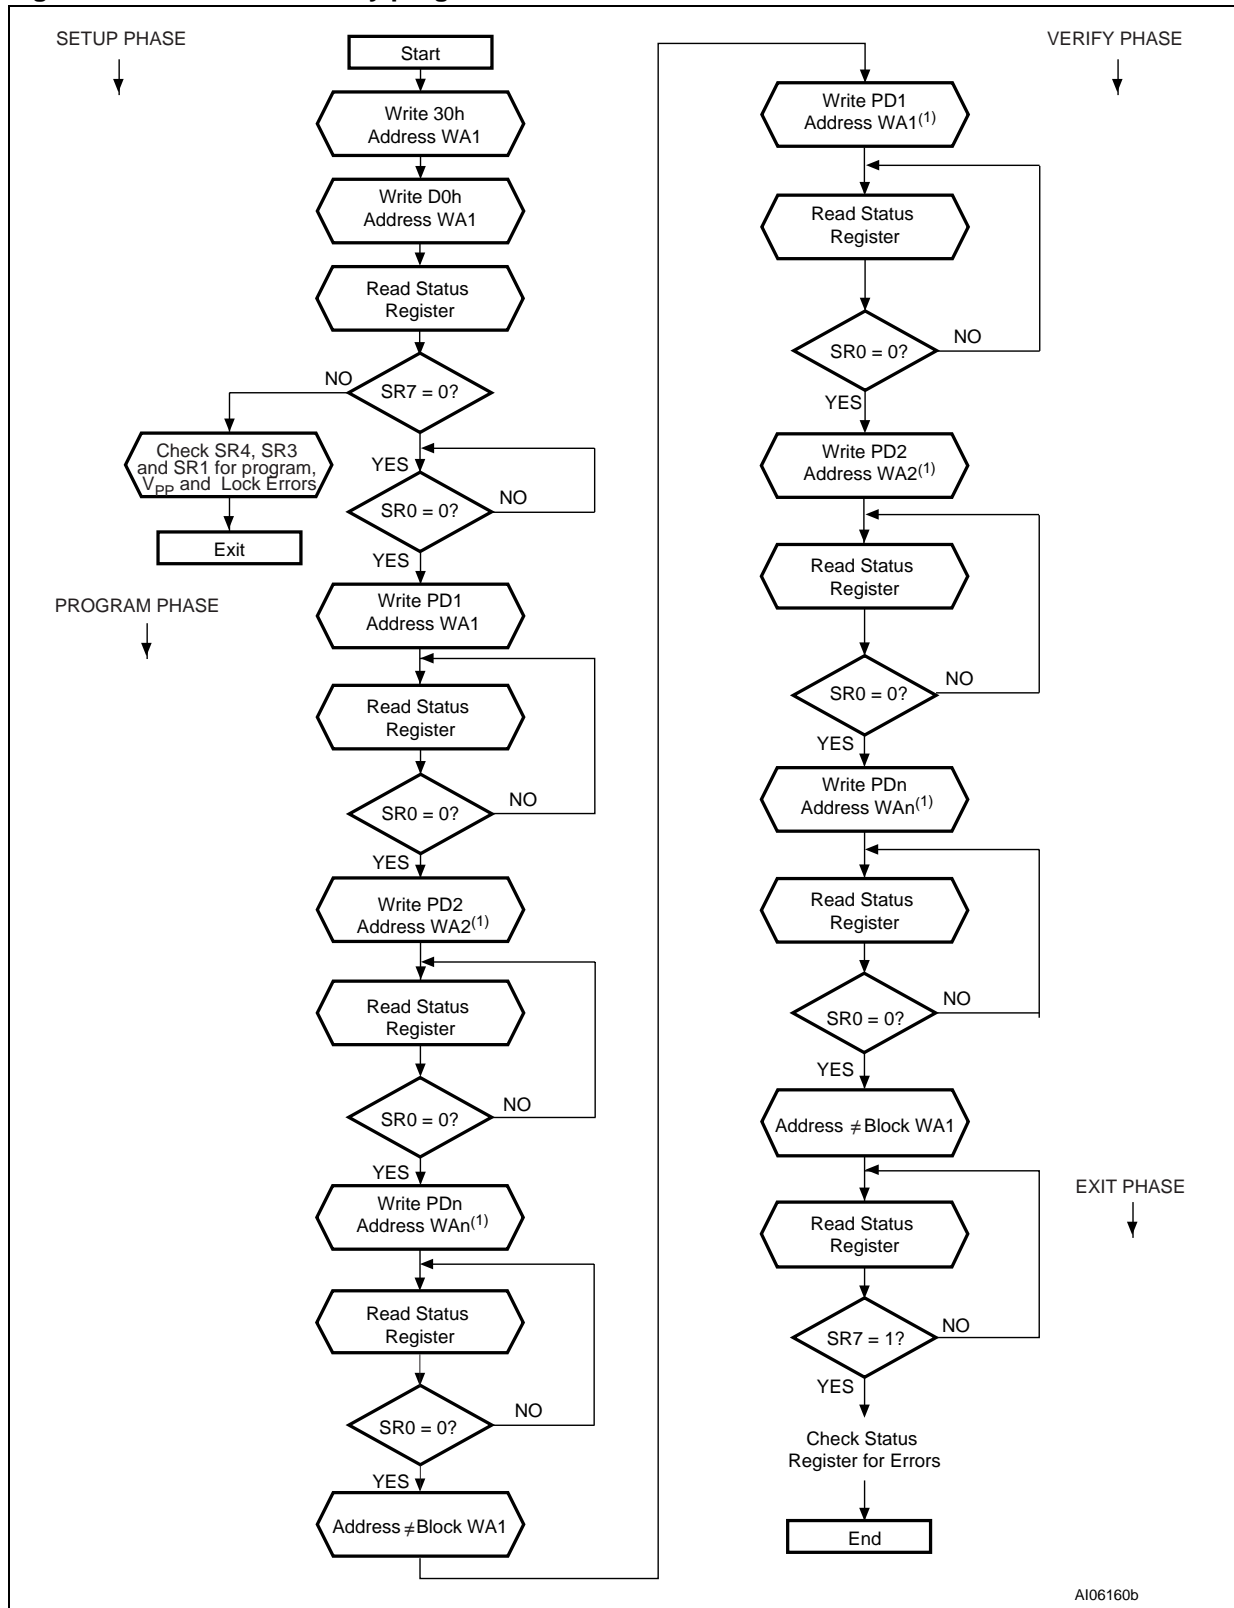 SETUP PHASE
Start
Write 30h
Address WA1
Write D0h
Address WA1
Read Status
Register
NO
SR7 = 0?
Check SR4, SR3
and SR1 for program,
VPP and Lock Errors
Exit
YES
SR0 = 0?
NO
YES
PROGRAM PHASE
Write PD1
Address WA1
Read Status
Register
SR0 = 0?
NO
YES
Write PD2
Address WA2(1)
Read Status
Register
SR0 = 0?
NO
YES
Write PDn
Address WAn(1)
Read Status
Register
SR0 = 0?
NO
YES
Address ≠Block WA1
VERIFY PHASE
Write PD1
Address WA1(1)
Read Status
Register
SR0 = 0?
NO
YES
Write PD2
Address WA2(1)
Read Status
Register
SR0 = 0?
NO
YES
Write PDn
Address WAn(1)
Read Status
Register
SR0 = 0?
NO
YES
Address ≠Block WA1
EXIT PHASE
Read Status
Register
SR7 = 1?
NO
YES
Check Status
Register for Errors
End
AI06160b